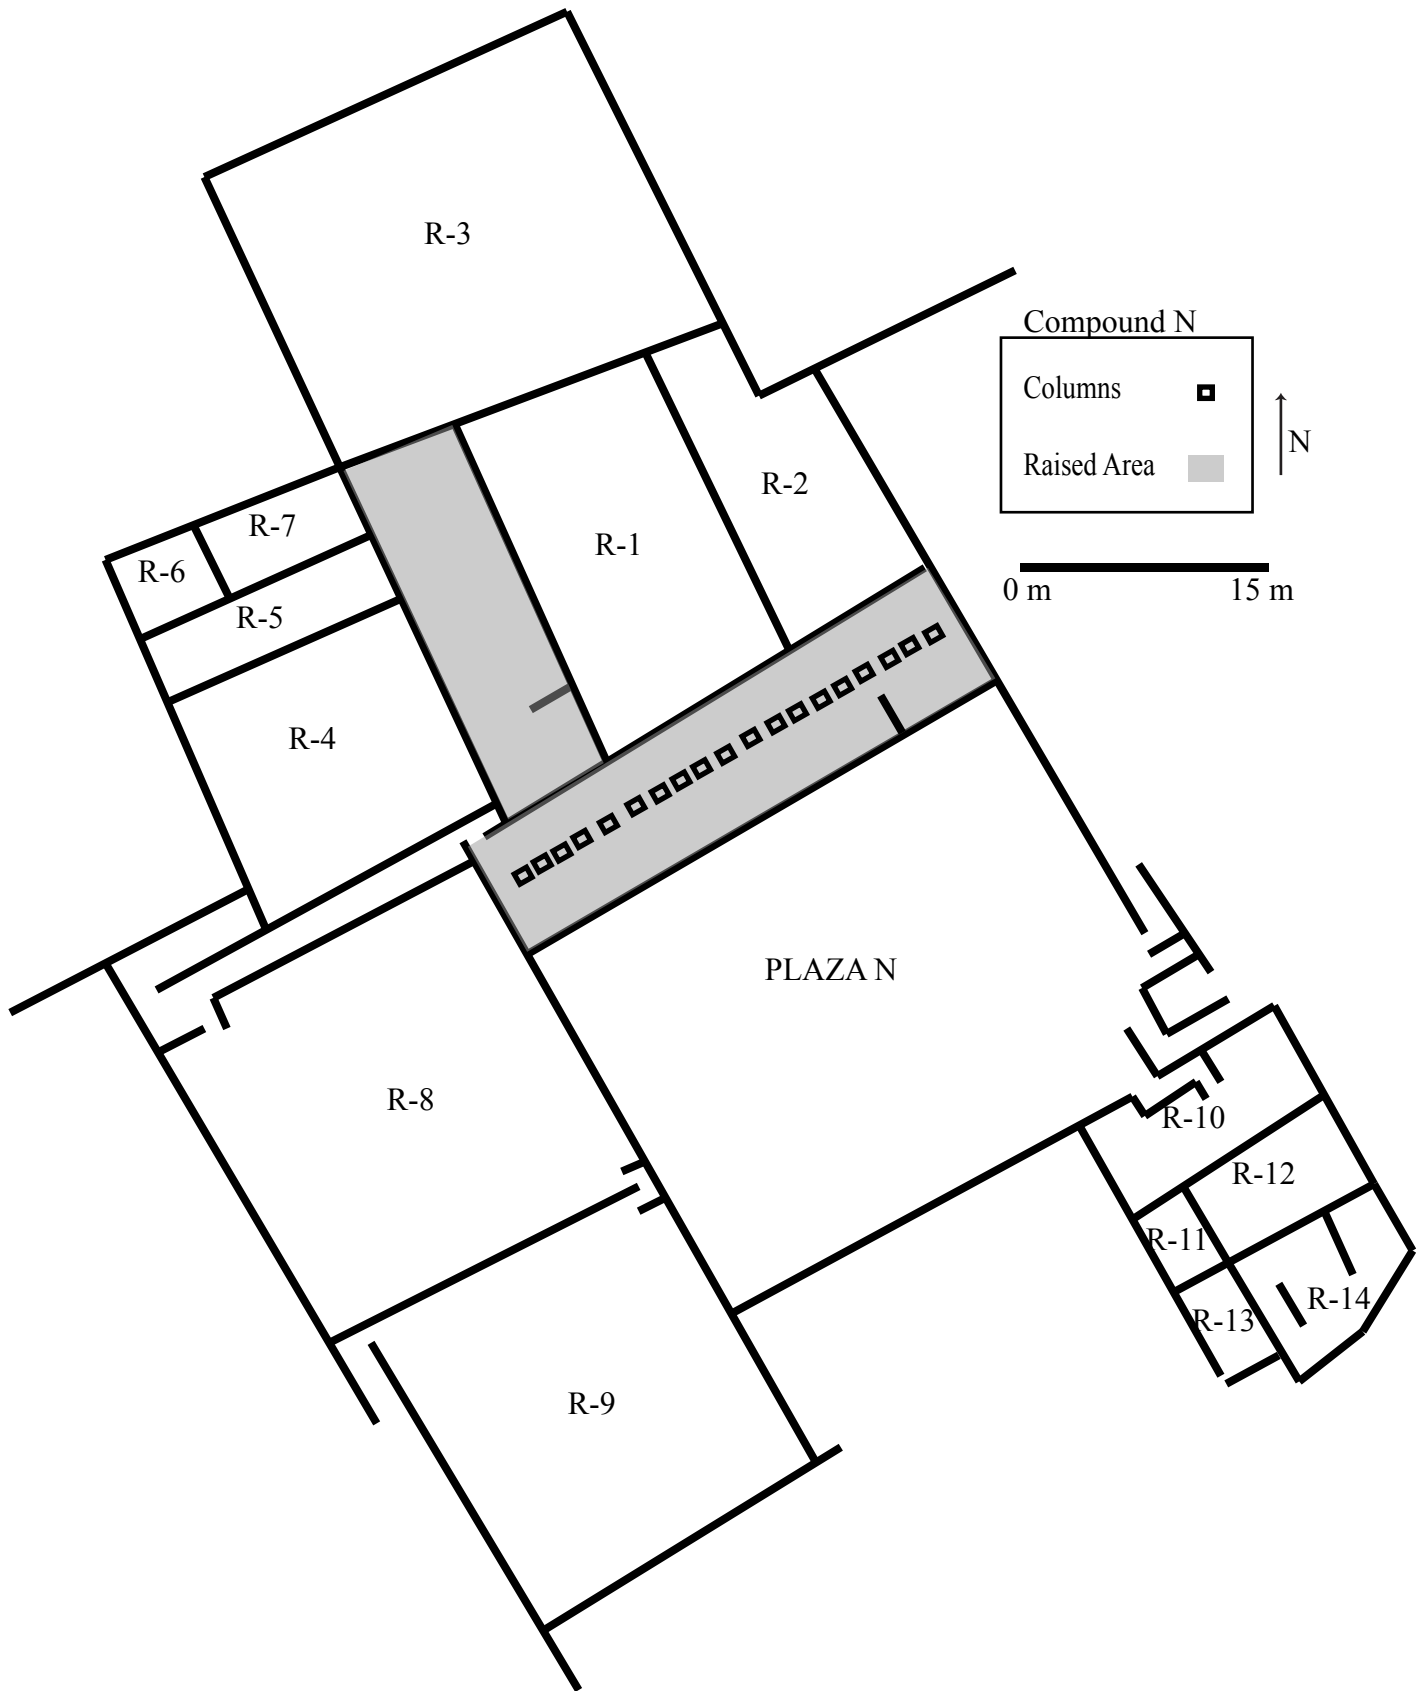 R-3
Compound N
Columns
N
Raised Area
R-2
R-7
R-1
R-6
0 m 15 m
R-5
R-4
PLAZA N
R-8
R-10
R-12
R-11
R-14
R-13
R-9